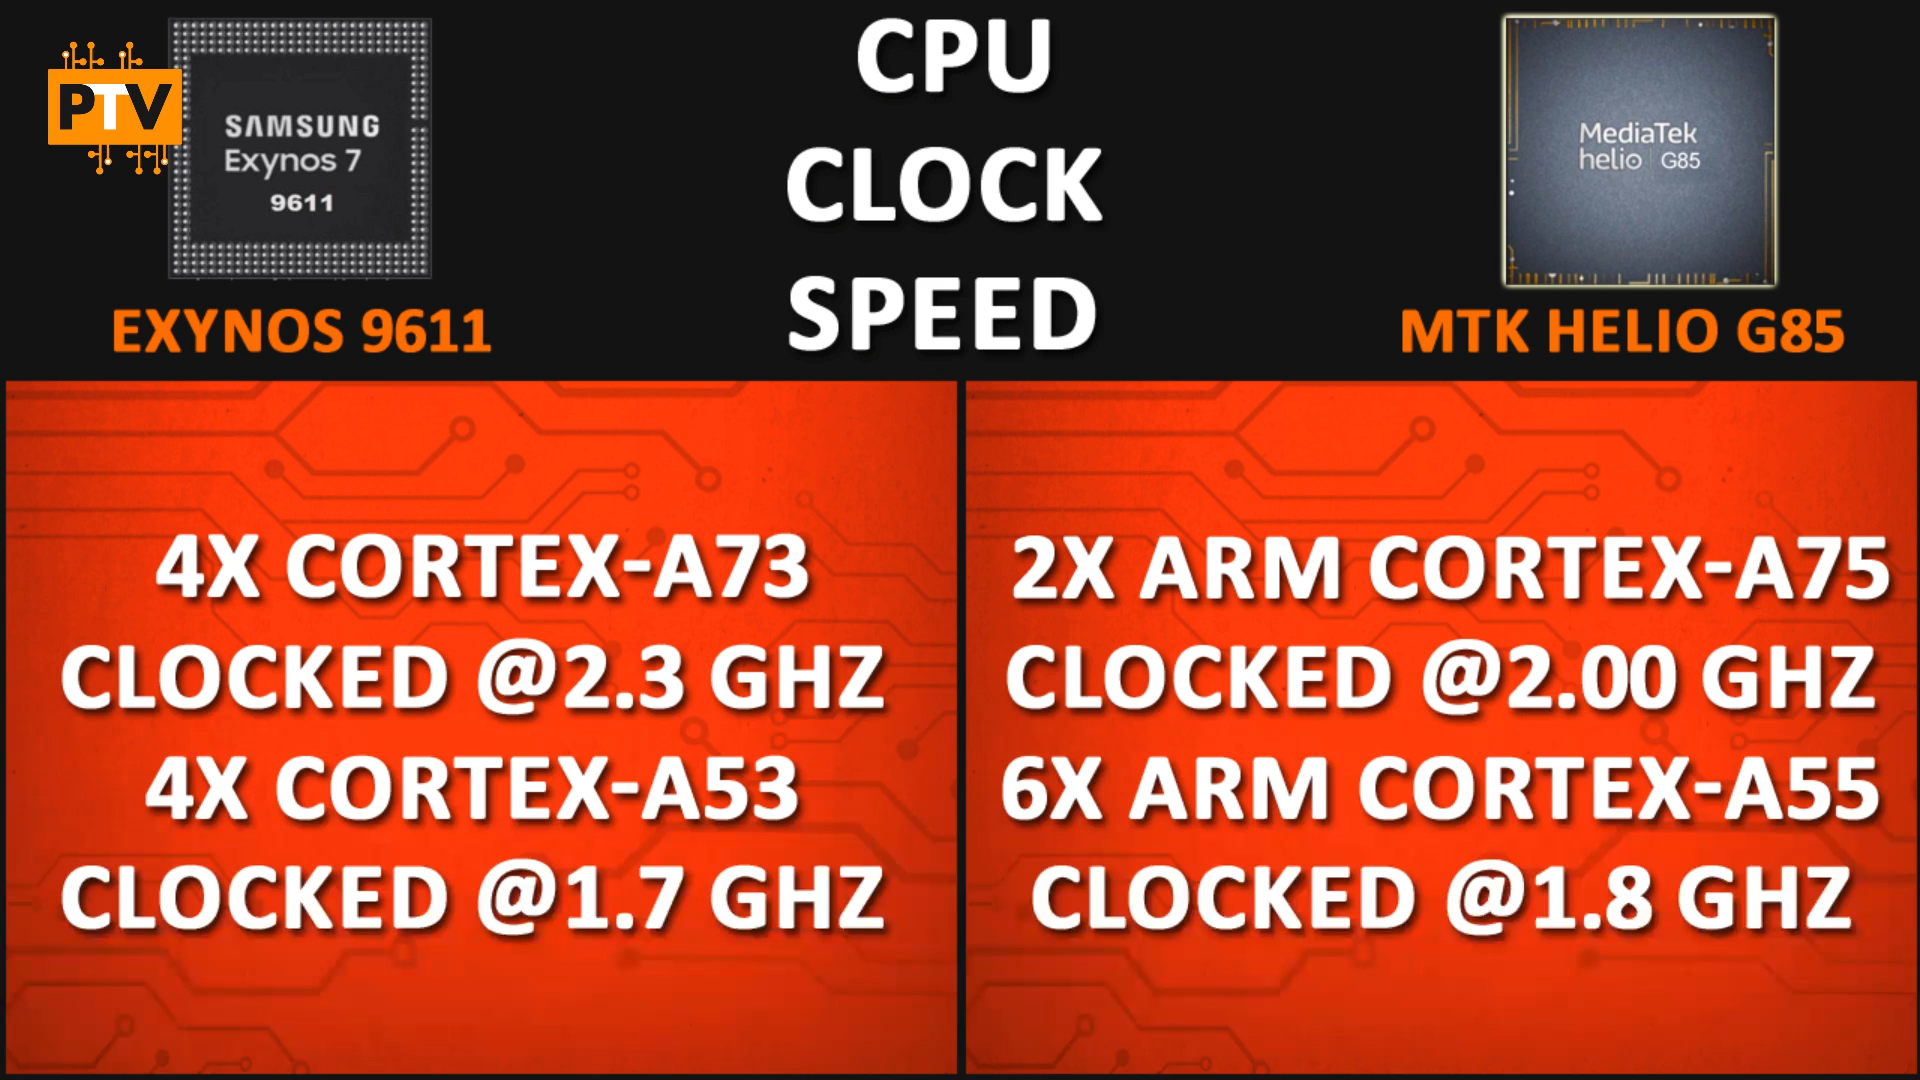 PTV
SAMSUNG
Exynos 7
9611
EXYNOS 9611
CPU
CLOCK
SPEED
MediaTek
helio G85
MTK HELIO G85
4X CORTEX-A73
CLOCKED @2.3 GHZ
4X CORTEX-A53
CLOCKED @1.7 GHZ
2X ARM CORTEX-A75
CLOCKED @2.00 GHZ
6X ARM CORTEX-A55
CLOCKED @1.8 GHZ